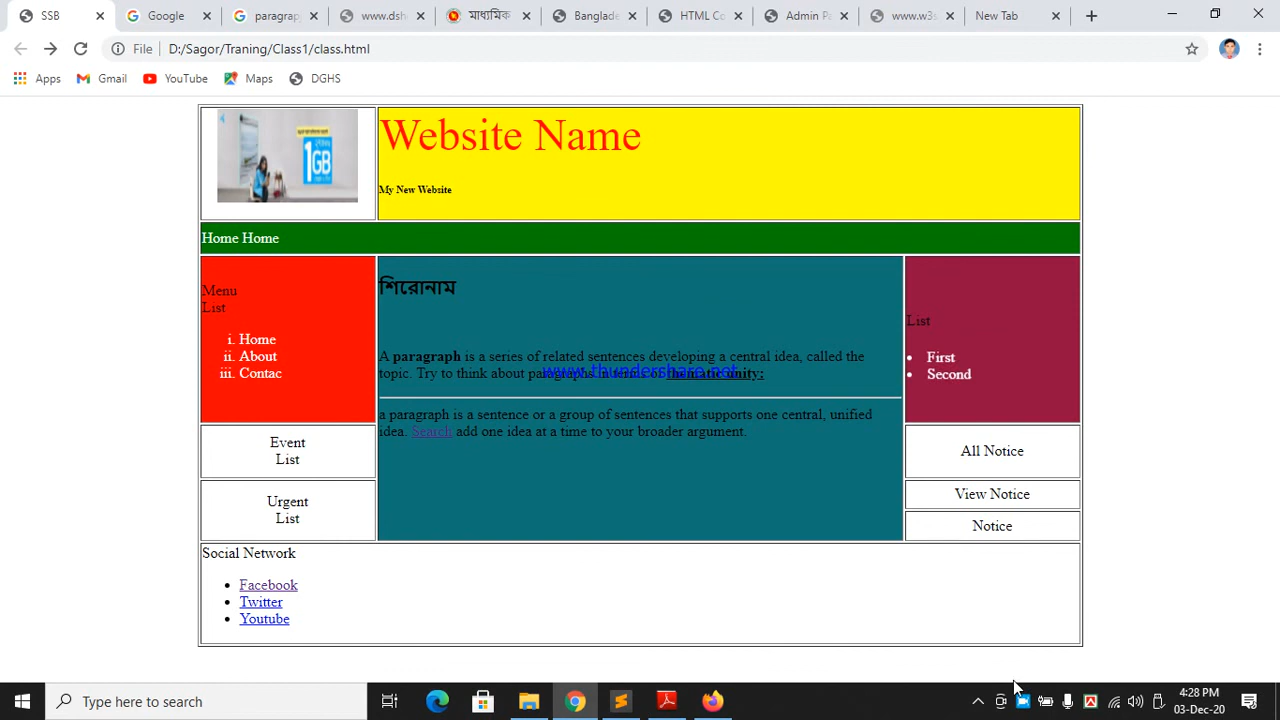 SSB
Google
paragrap
www.dsh
মাধ্যমিক
Banglade
HTML Co
Admin Pa
www.w3s
New Tab
File D:/Sagor/Traning/Class1/class.html
Apps
Gmail
YouTube
Maps
DGHS
1GB
Website Name
My New Website
Home Home
Menu
List
i. Home
ii. About
iii. Contac
শিরোনাম
A paragraph is a series of related sentences developing a central idea, called the
topic. Try to think about paragraphs in terms of thematic unity:
www.thundershare.net
a paragraph is a sentence or a group of sentences that supports one central, unified
idea. Search add one idea at a time to your broader argument.
List
First
Second
Event
List
All Notice
View Notice
Urgent
List
Notice
Social Network
Facebook
Twitter
Youtube
Type here to search
4:28 PM
03-Dec-20